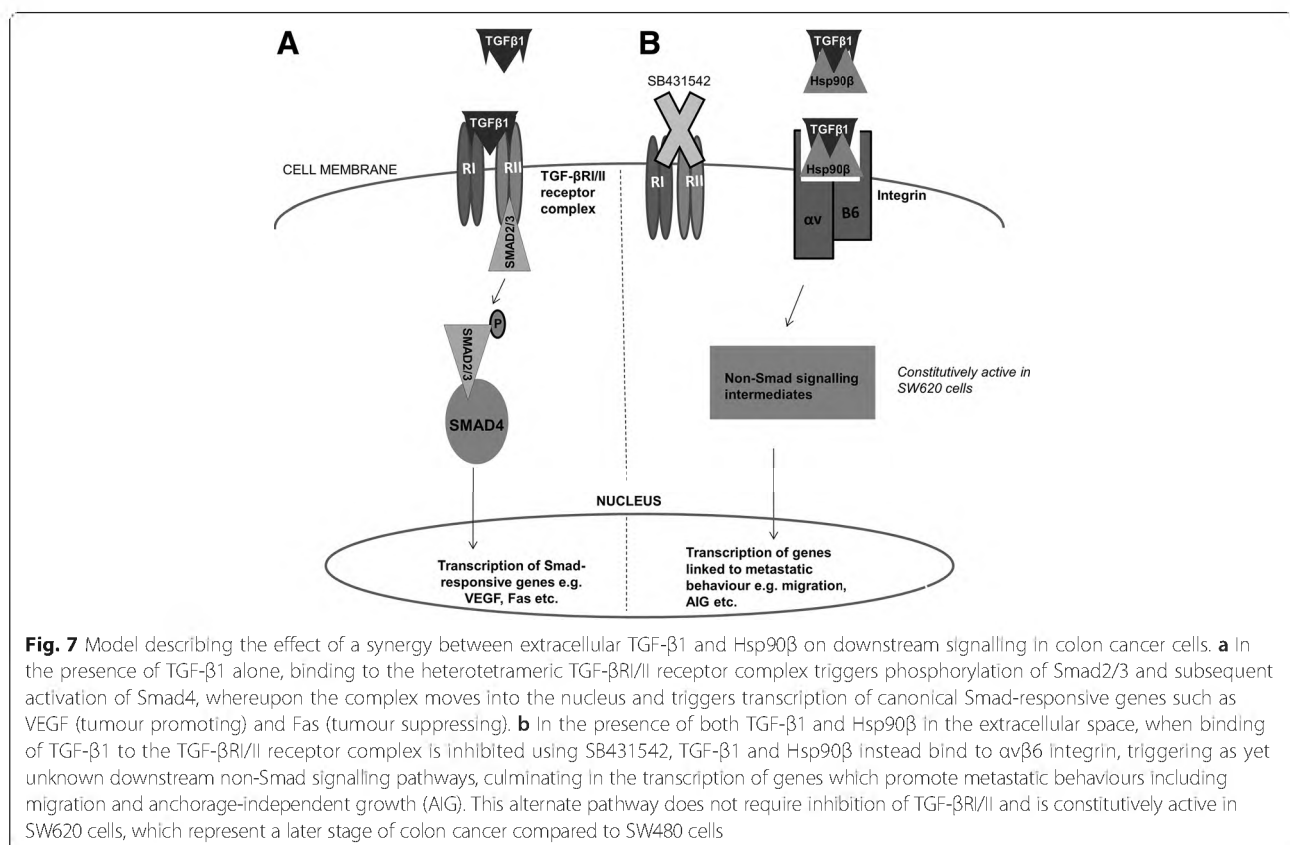 A
TGFβ1
TGFβ1
RI
RII
CELL MEMBRANE
TGF-βRI/II
receptor
complex
SMAD2/3
P
SMAD2/3
SMAD4
B
SB431542
TGFβ1
Hsp90β
TGFβ1
Hsp90β
RI
RII
Integrin
αv
B6
Non-Smad signalling
intermediates
Constitutively active in
SW620 cells
NUCLEUS
Transcription of Smad-
responsive genes e.g.
VEGF, Fas etc.
Transcription of genes
linked to metastatic
behaviour e.g. migration,
AIG etc.
Fig. 7 Model describing the effect of a synergy between extracellular TGF-β1 and Hsp90β on downstream signalling in colon cancer cells. a In
the presence of TGF-β1 alone, binding to the heterotetrameric TGF-βRI/II receptor complex triggers phosphorylation of Smad2/3 and subsequent
activation of Smad4, whereupon the complex moves into the nucleus and triggers transcription of canonical Smad-responsive genes such as
VEGF (tumour promoting) and Fas (tumour suppressing). b In the presence of both TGF-β1 and Hsp90β in the extracellular space, when binding
of TGF-β1 to the TGF-βRI/II receptor complex is inhibited using SB431542, TGF-β1 and Hsp90β instead bind to αvβ6 integrin, triggering as yet
unknown downstream non-Smad signalling pathways, culminating in the transcription of genes which promote metastatic behaviours including
migration and anchorage-independent growth (AIG). This alternate pathway does not require inhibition of TGF-βRI/II and is constitutively active in
SW620 cells, which represent a later stage of colon cancer compared to SW480 cells